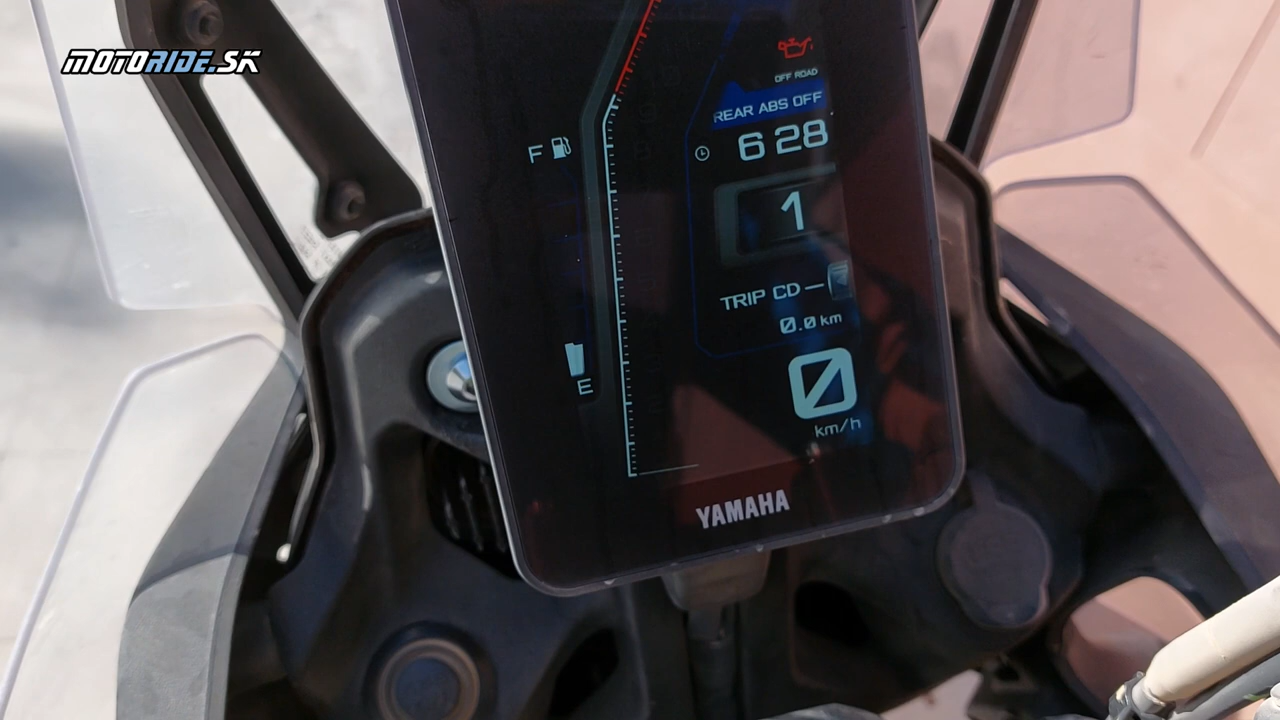 MOTORIDE.SK
OFF ROAD
REAR ABS OFF
F
6 28
1
TRIP CD
0.0 km
E
0
km/h
YAMAHA